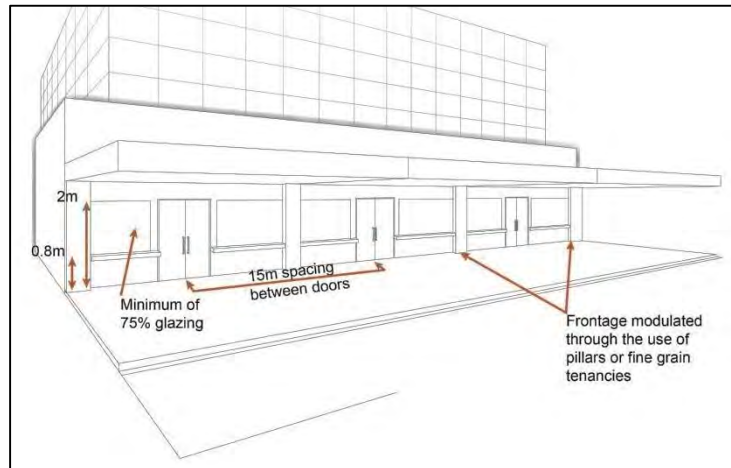 2m
0.8m
Minimum of
75% glazing
15m spacing
between doors
Frontage modulated
through the use of
pillars or fine grain
tenancies